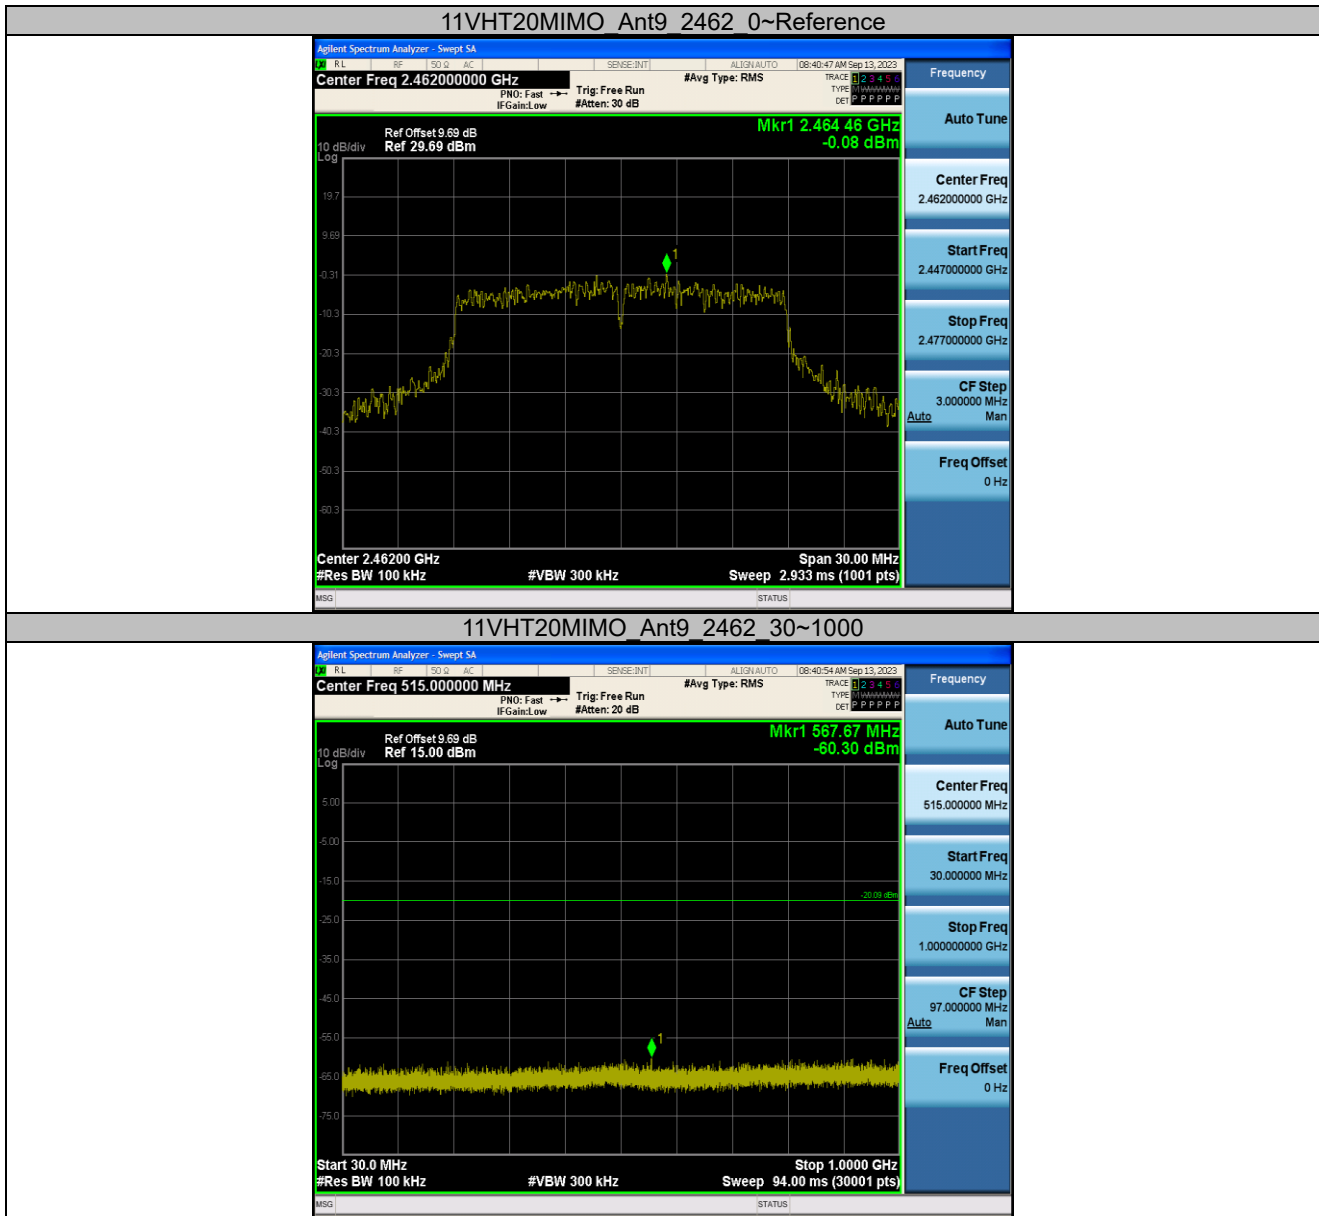 11VHT20MIMO_Ant9_2462_0~Reference
Agilent Spectrum Analyzer - Swept SA
RL RF 50 Ω AC SENSE:INT ALIGN AUTO 08:40:47 AM Sep 13, 2023
Center Freq 2.462000000 GHz #Avg Type: RMS TRACE 1 2 3 4 5 6
PNO: Fast Trig: Free Run TYPE M
IFGain:Low #Atten: 30 dB DET P P P P P P
Ref Offset 9.69 dB Mkr1 2.464 46 GHz
10 dB/div Ref 29.69 dBm -0.08 dBm
Log
19.7
9.69
1
-0.31
-10.3
-20.3
-30.3
-40.3
-50.3
-60.3
Center 2.46200 GHz Span 30.00 MHz
#Res BW 100 kHz #VBW 300 kHz Sweep 2.933 ms (1001 pts)
MSG STATUS
Frequency
Auto Tune
Center Freq
2.462000000 GHz
Start Freq
2.447000000 GHz
Stop Freq
2.477000000 GHz
CF Step
3.000000 MHz
Auto Man
Freq Offset
0 Hz
11VHT20MIMO_Ant9_2462_30~1000
Agilent Spectrum Analyzer - Swept SA
RL RF 50 Ω AC SENSE:INT ALIGN AUTO 08:40:54 AM Sep 13, 2023
Center Freq 515.000000 MHz #Avg Type: RMS TRACE 1 2 3 4 5 6
PNO: Fast Trig: Free Run TYPE M
IFGain:Low #Atten: 20 dB DET P P P P P P
Ref Offset 9.69 dB Mkr1 567.67 MHz
10 dB/div Ref 15.00 dBm -60.30 dBm
Log
5.00
-5.00
-15.0
-20.09 dBm
-25.0
-35.0
-45.0
-55.0
1
-65.0
-75.0
Start 30.0 MHz Stop 1.0000 GHz
#Res BW 100 kHz #VBW 300 kHz Sweep 94.00 ms (30001 pts)
MSG STATUS
Frequency
Auto Tune
Center Freq
515.000000 MHz
Start Freq
30.000000 MHz
Stop Freq
1.000000000 GHz
CF Step
97.000000 MHz
Auto Man
Freq Offset
0 Hz